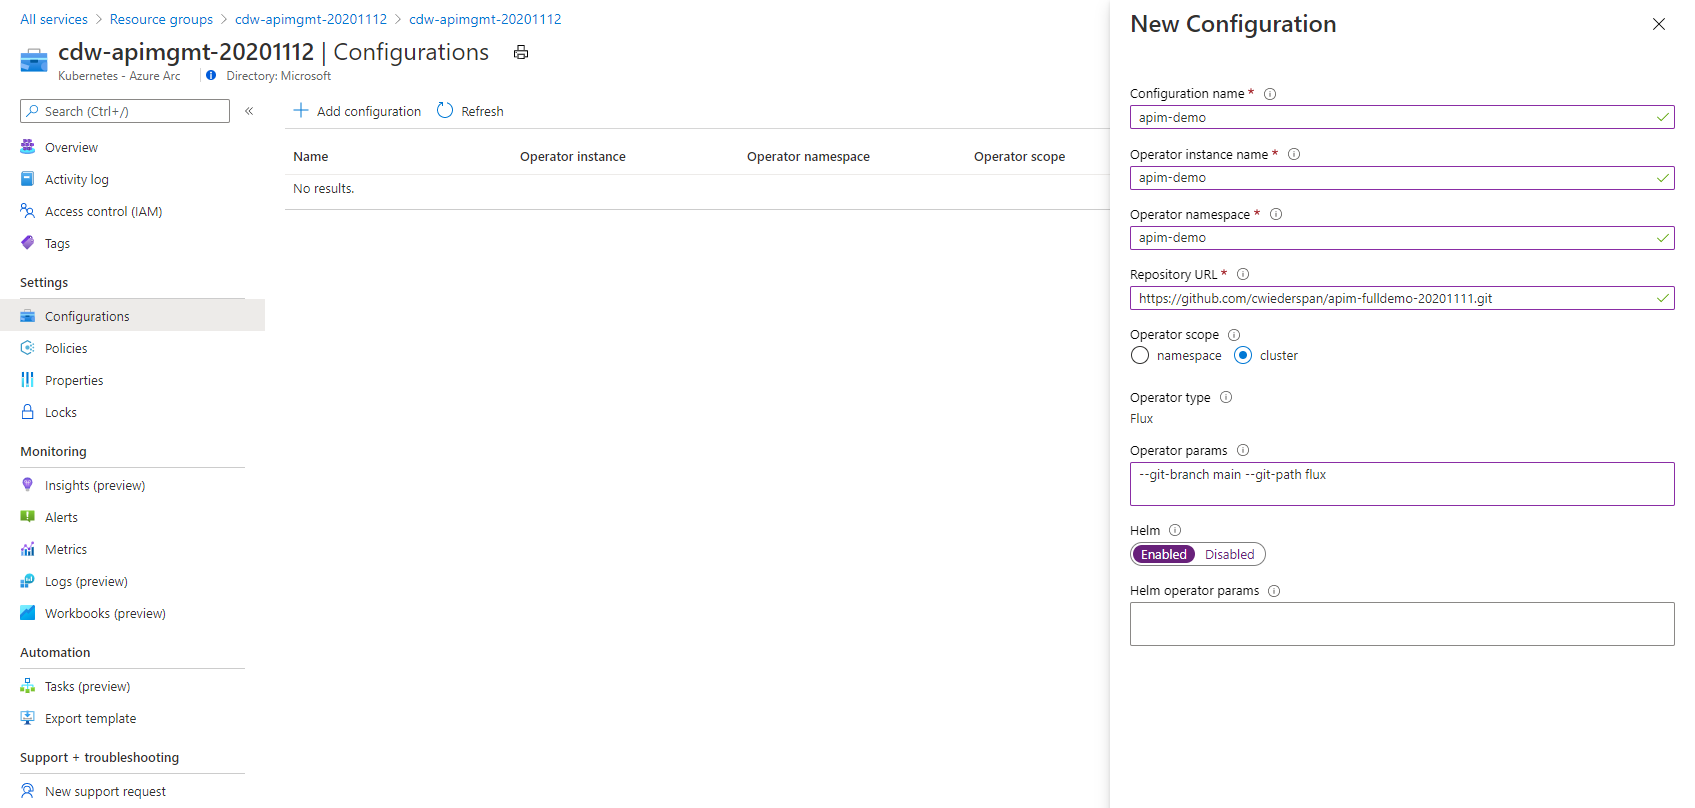 All services > Resource groups > cdw-apimgmt-20201112 > cdw-apimgmt-20201112
cdw-apimgmt-20201112 | Configurations
Kubernetes - Azure Arc
Directory: Microsoft
Search (Ctrl+/)
«
Overview
Activity log
Access control (IAM)
Tags
Settings
Configurations
Policies
Properties
Locks
Monitoring
Insights (preview)
Alerts
Metrics
Logs (preview)
Workbooks (preview)
Automation
Tasks (preview)
Export template
Support + troubleshooting
New support request
Add configuration
Refresh
Name Operator instance Operator namespace Operator scope
No results.
New Configuration
Configuration name *
apim-demo
Operator instance name *
apim-demo
Operator namespace *
apim-demo
Repository URL *
https://github.com/cwiederspan/apim-fulldemo-20201111.git
Operator scope
namespace cluster
Operator type
Flux
Operator params
--git-branch main --git-path flux
Helm
Enabled Disabled
Helm operator params